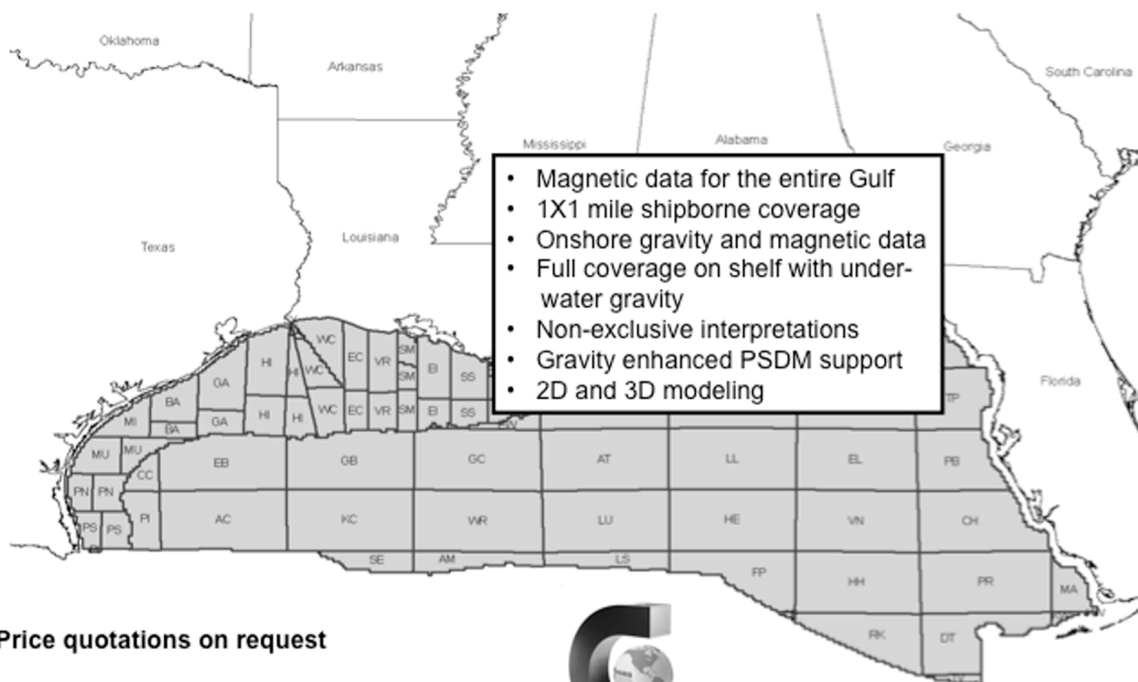 Oklahoma
Arkansas
South Carolina
Mississippi
Alabama
Georgia
Texas
Louisiana
Florida
• Magnetic data for the entire Gulf
• 1X1 mile shipborne coverage
• Onshore gravity and magnetic data
• Full coverage on shelf with under-
water gravity
• Non-exclusive interpretations
• Gravity enhanced PSDM support
• 2D and 3D modeling
WC EC VR SM EI SS
HI HI WC SM
GA BA MI
HI HI WC EC VR SM EI SS
GA BA
TP
MU MU CC EB GB GC AT LL EL PB
PN PN
PS PS PI AC KC WR LU HE VN CH
SE AM LS FP HH PR MA
RK DT
Price quotations on request